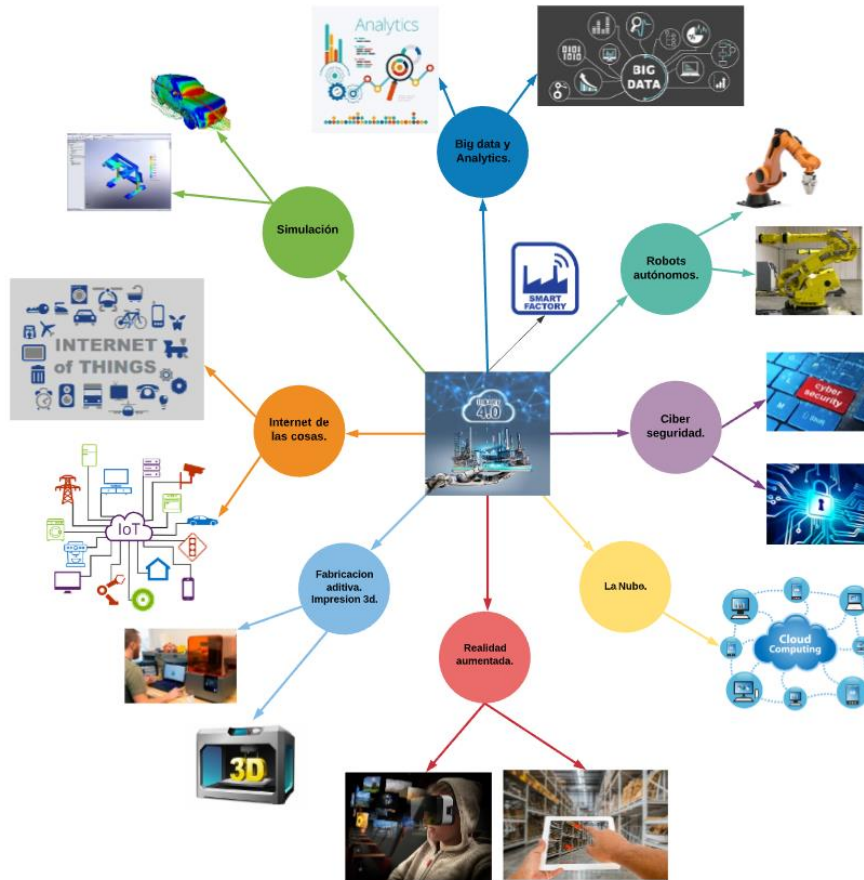 Analytics
BIG
DATA
Big data y
Analytics.
Simulación
Robots
autónomos.
SMART
FACTORY
INTERNET
of THINGS
4.0
cyber
security
Internet de
las cosas.
Ciber
seguridad.
IoT
Fabricacion
aditiva.
Impresion 3d.
La Nube.
Realidad
aumentada.
Cloud
Computing
3D